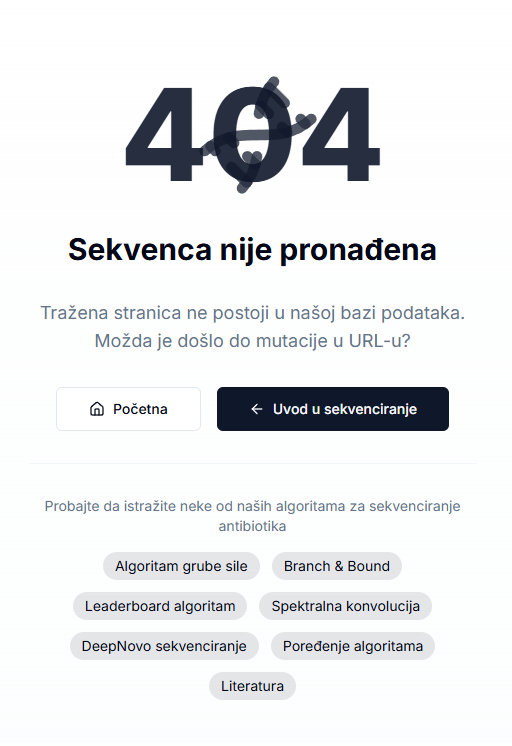 404
Sekvenca nije pronađena
Tražena stranica ne postoji u našoj bazi podataka.
Možda je došlo do mutacije u URL-u?
Početna
Uvod u sekvenciranje
Probajte da istražite neke od naših algoritama za sekvenciranje
antibiotika
Algoritam grube sile
Branch & Bound
Leaderboard algoritam
Spektralna konvolucija
DeepNovo sekvenciranje
Poređenje algoritama
Literatura